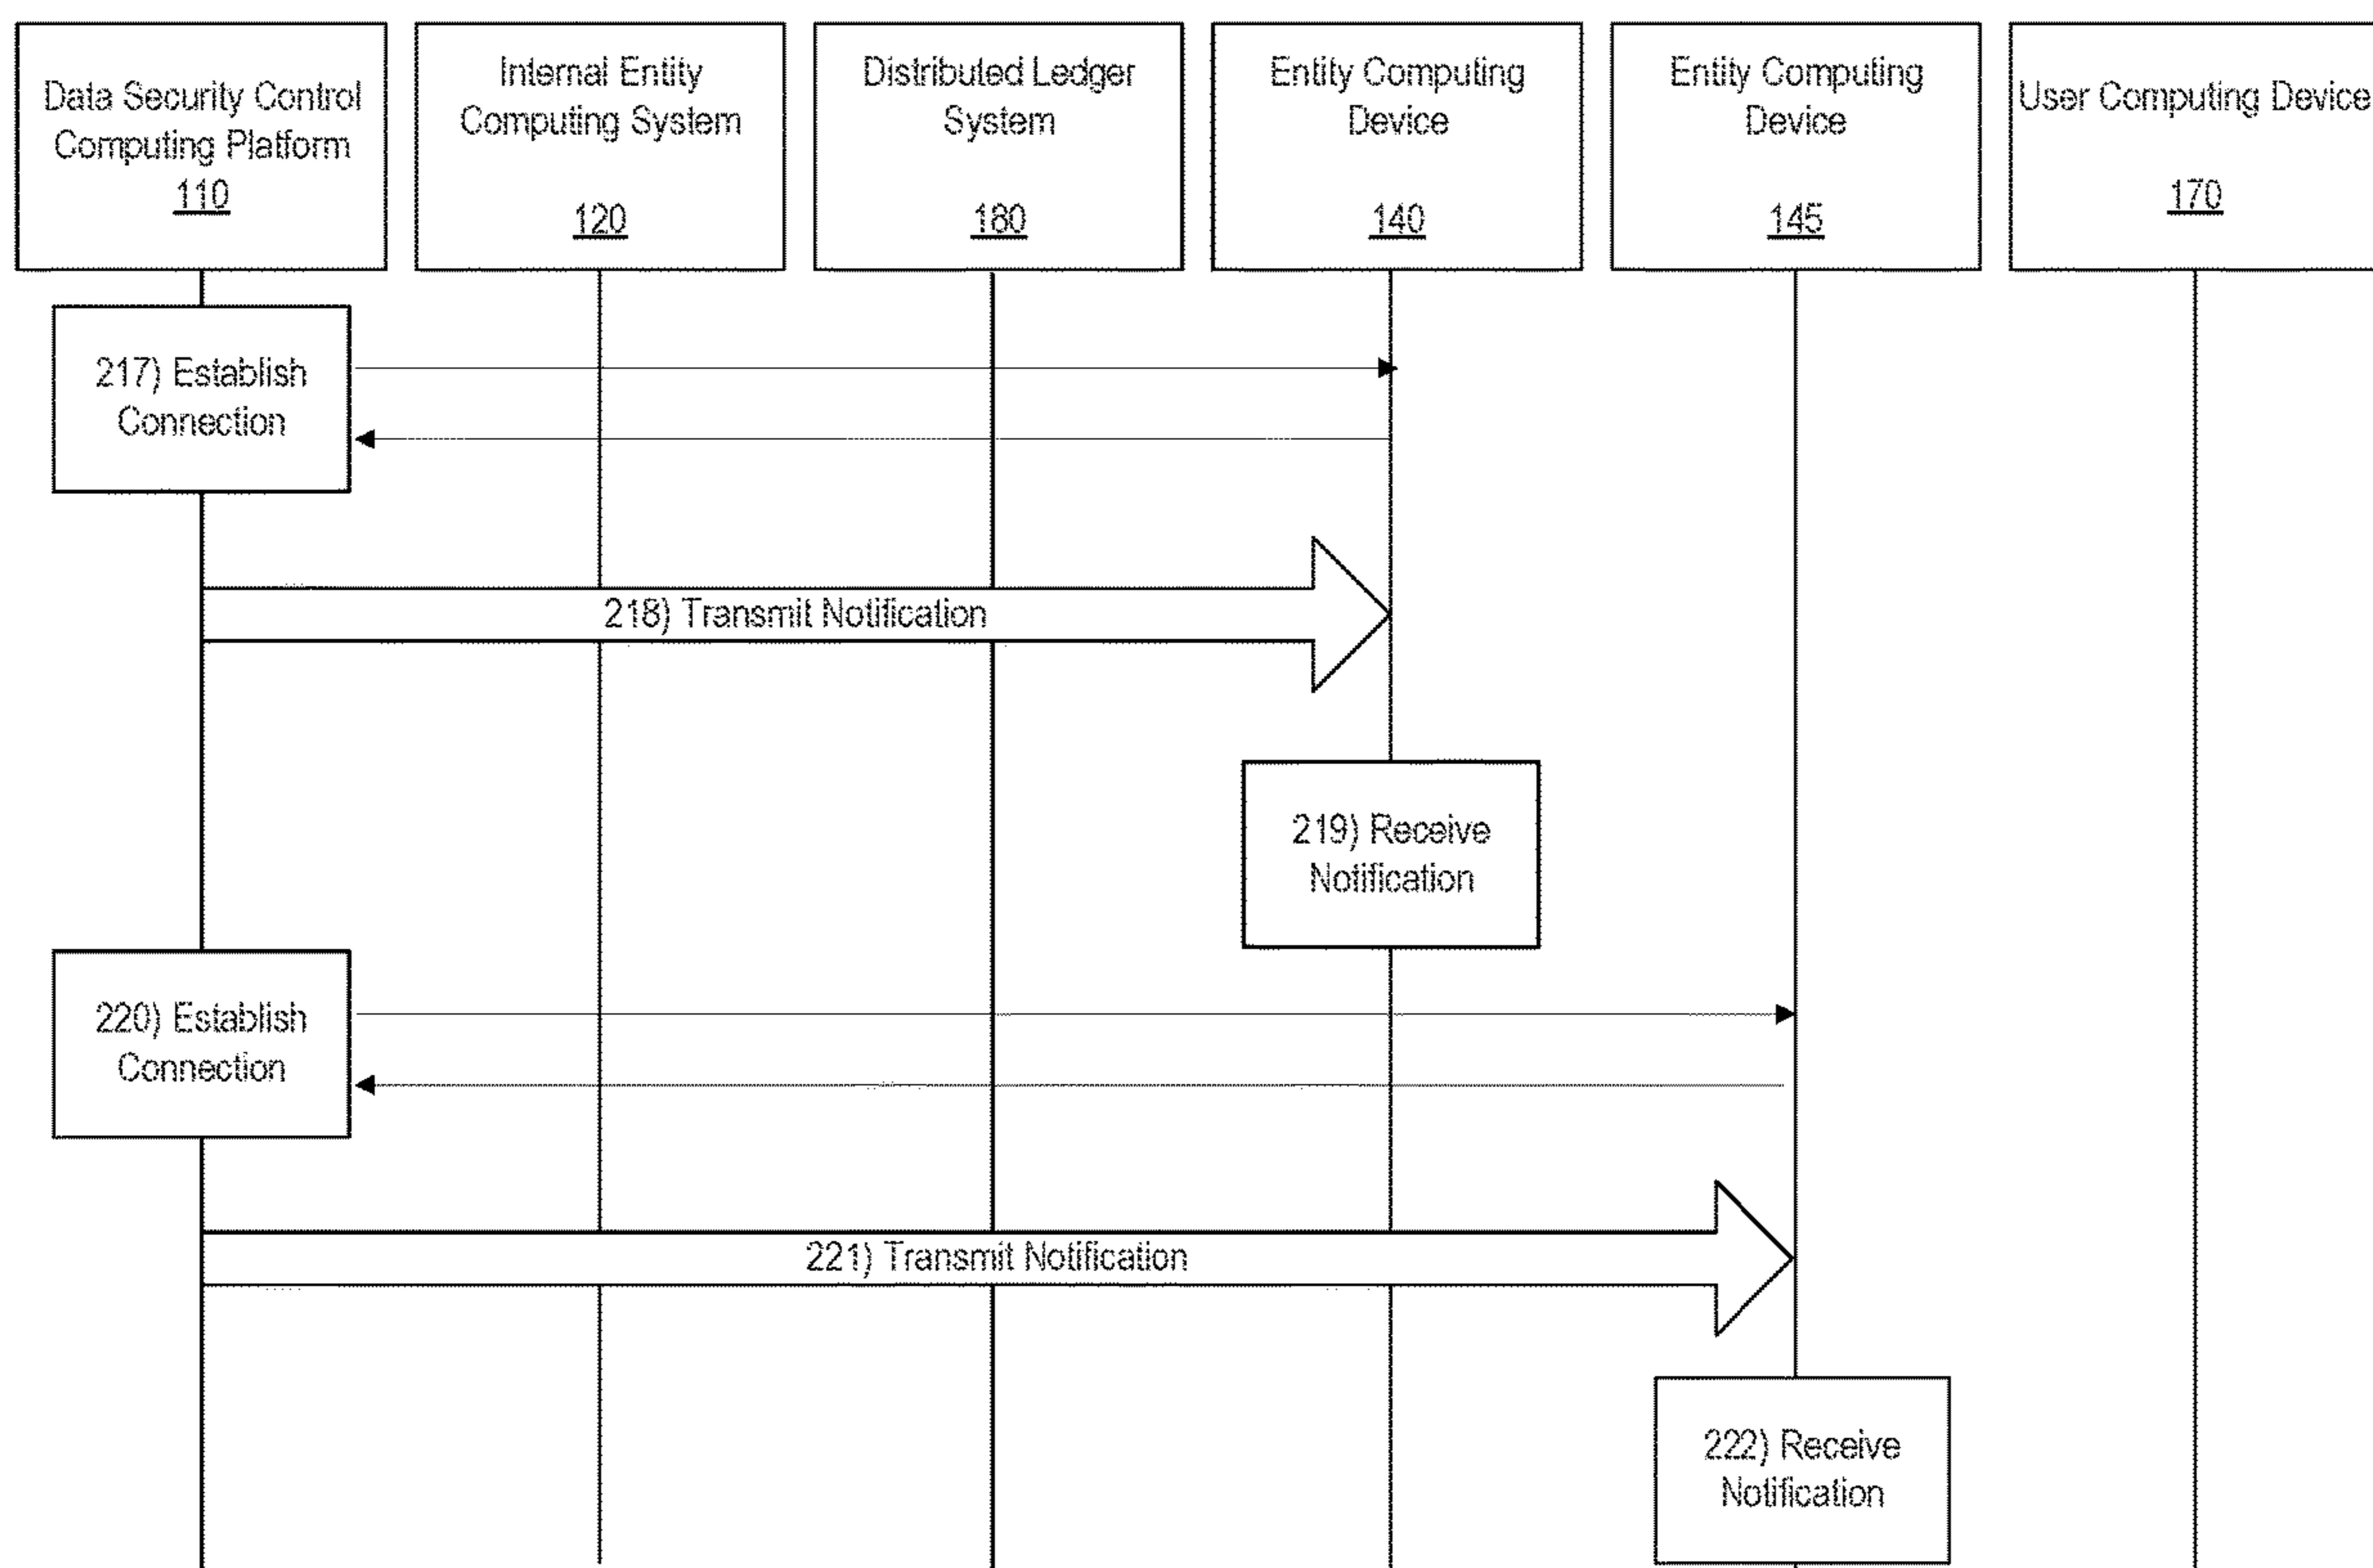 Data Security Control
Computing Platform
110
Internal Entity
Computing System
120
Distributed Ledger
System
180
Entity Computing
Device
140
Entity Computing
Device
145
User Computing Device
170
217) Establish
Connection
218) Transmit Notification
219) Receive
Notification
220) Establish
Connection
221) Transmit Notification
222) Receive
Notification